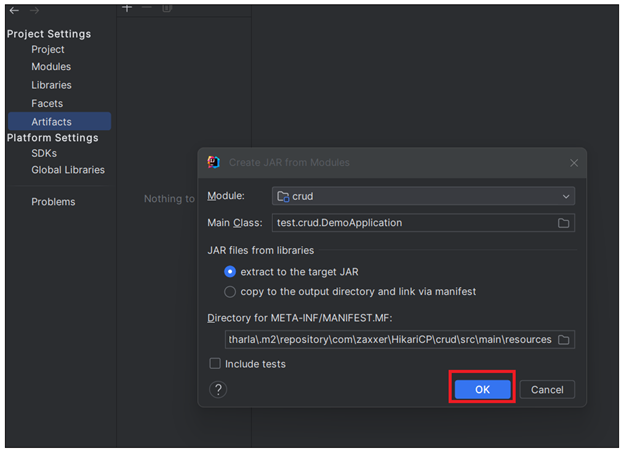 Project Settings
Project
Modules
Libraries
Facets
Artifacts
Platform Settings
SDKs
Global Libraries
Problems
Nothing to
Create JAR from Modules
Module: crud
Main Class: test.crud.DemoApplication
JAR files from libraries
extract to the target JAR
copy to the output directory and link via manifest
Directory for META-INF/MANIFEST.MF:
tharla\.m2\repository\com\zaxxer\HikariCP\crud\src\main\resources
Include tests
? OK Cancel